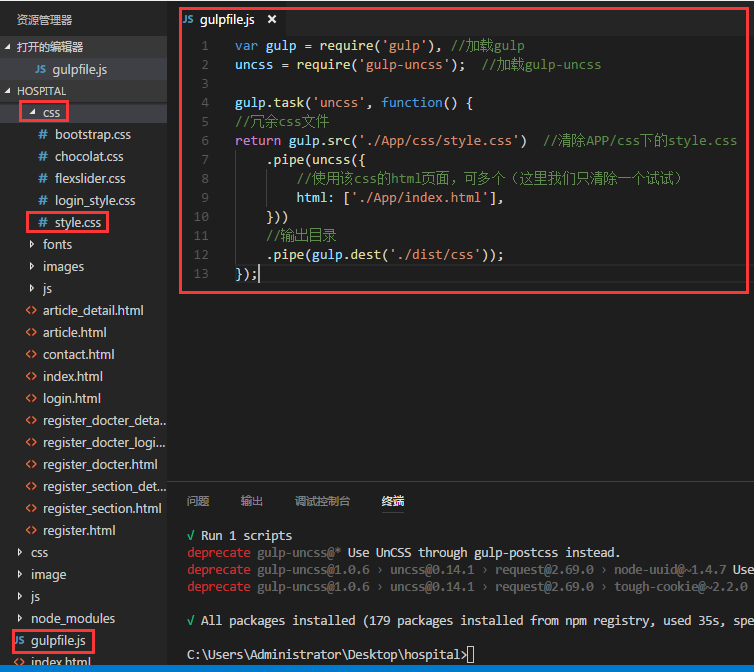 资源管理器
打开的编辑器
JS gulpfile.js
HOSPITAL
css
# bootstrap.css
# chocolat.css
# flexslider.css
# login_style.css
# style.css
fonts
images
js
<> article_detail.html
<> article.html
<> contact.html
<> index.html
<> login.html
<> register_docter_deta...
<> register_docter_logi...
<> register_docter.html
<> register_section_det...
<> register_section.html
<> register.html
css
image
js
node_modules
JS gulpfile.js
<> index.html
JS gulpfile.js ×
1 var gulp = require('gulp'), //加载gulp
2 uncss = require('gulp-uncss'); //加载gulp-uncss
3
4 gulp.task('uncss', function() {
5 //冗余css文件
6 return gulp.src('./App/css/style.css') //清除APP/css下的style.css
7 .pipe(uncss({
8 //使用该css的html页面，可多个（这里我们只清除一个试试）
9 html: ['./App/index.html'],
10 }))
11 //输出目录
12 .pipe(gulp.dest('./dist/css'));
13 });
问题 输出 调试控制台 终端
√ Run 1 scripts
deprecate gulp-uncss@* Use UnCSS through gulp-postcss instead.
deprecate gulp-uncss@1.0.6 › uncss@0.14.1 › request@2.69.0 › node-uuid@~1.4.7 Use
deprecate gulp-uncss@1.0.6 › uncss@0.14.1 › request@2.69.0 › tough-cookie@~2.2.0
√ All packages installed (179 packages installed from npm registry, used 35s, spe
C:\Users\Administrator\Desktop\hospital>